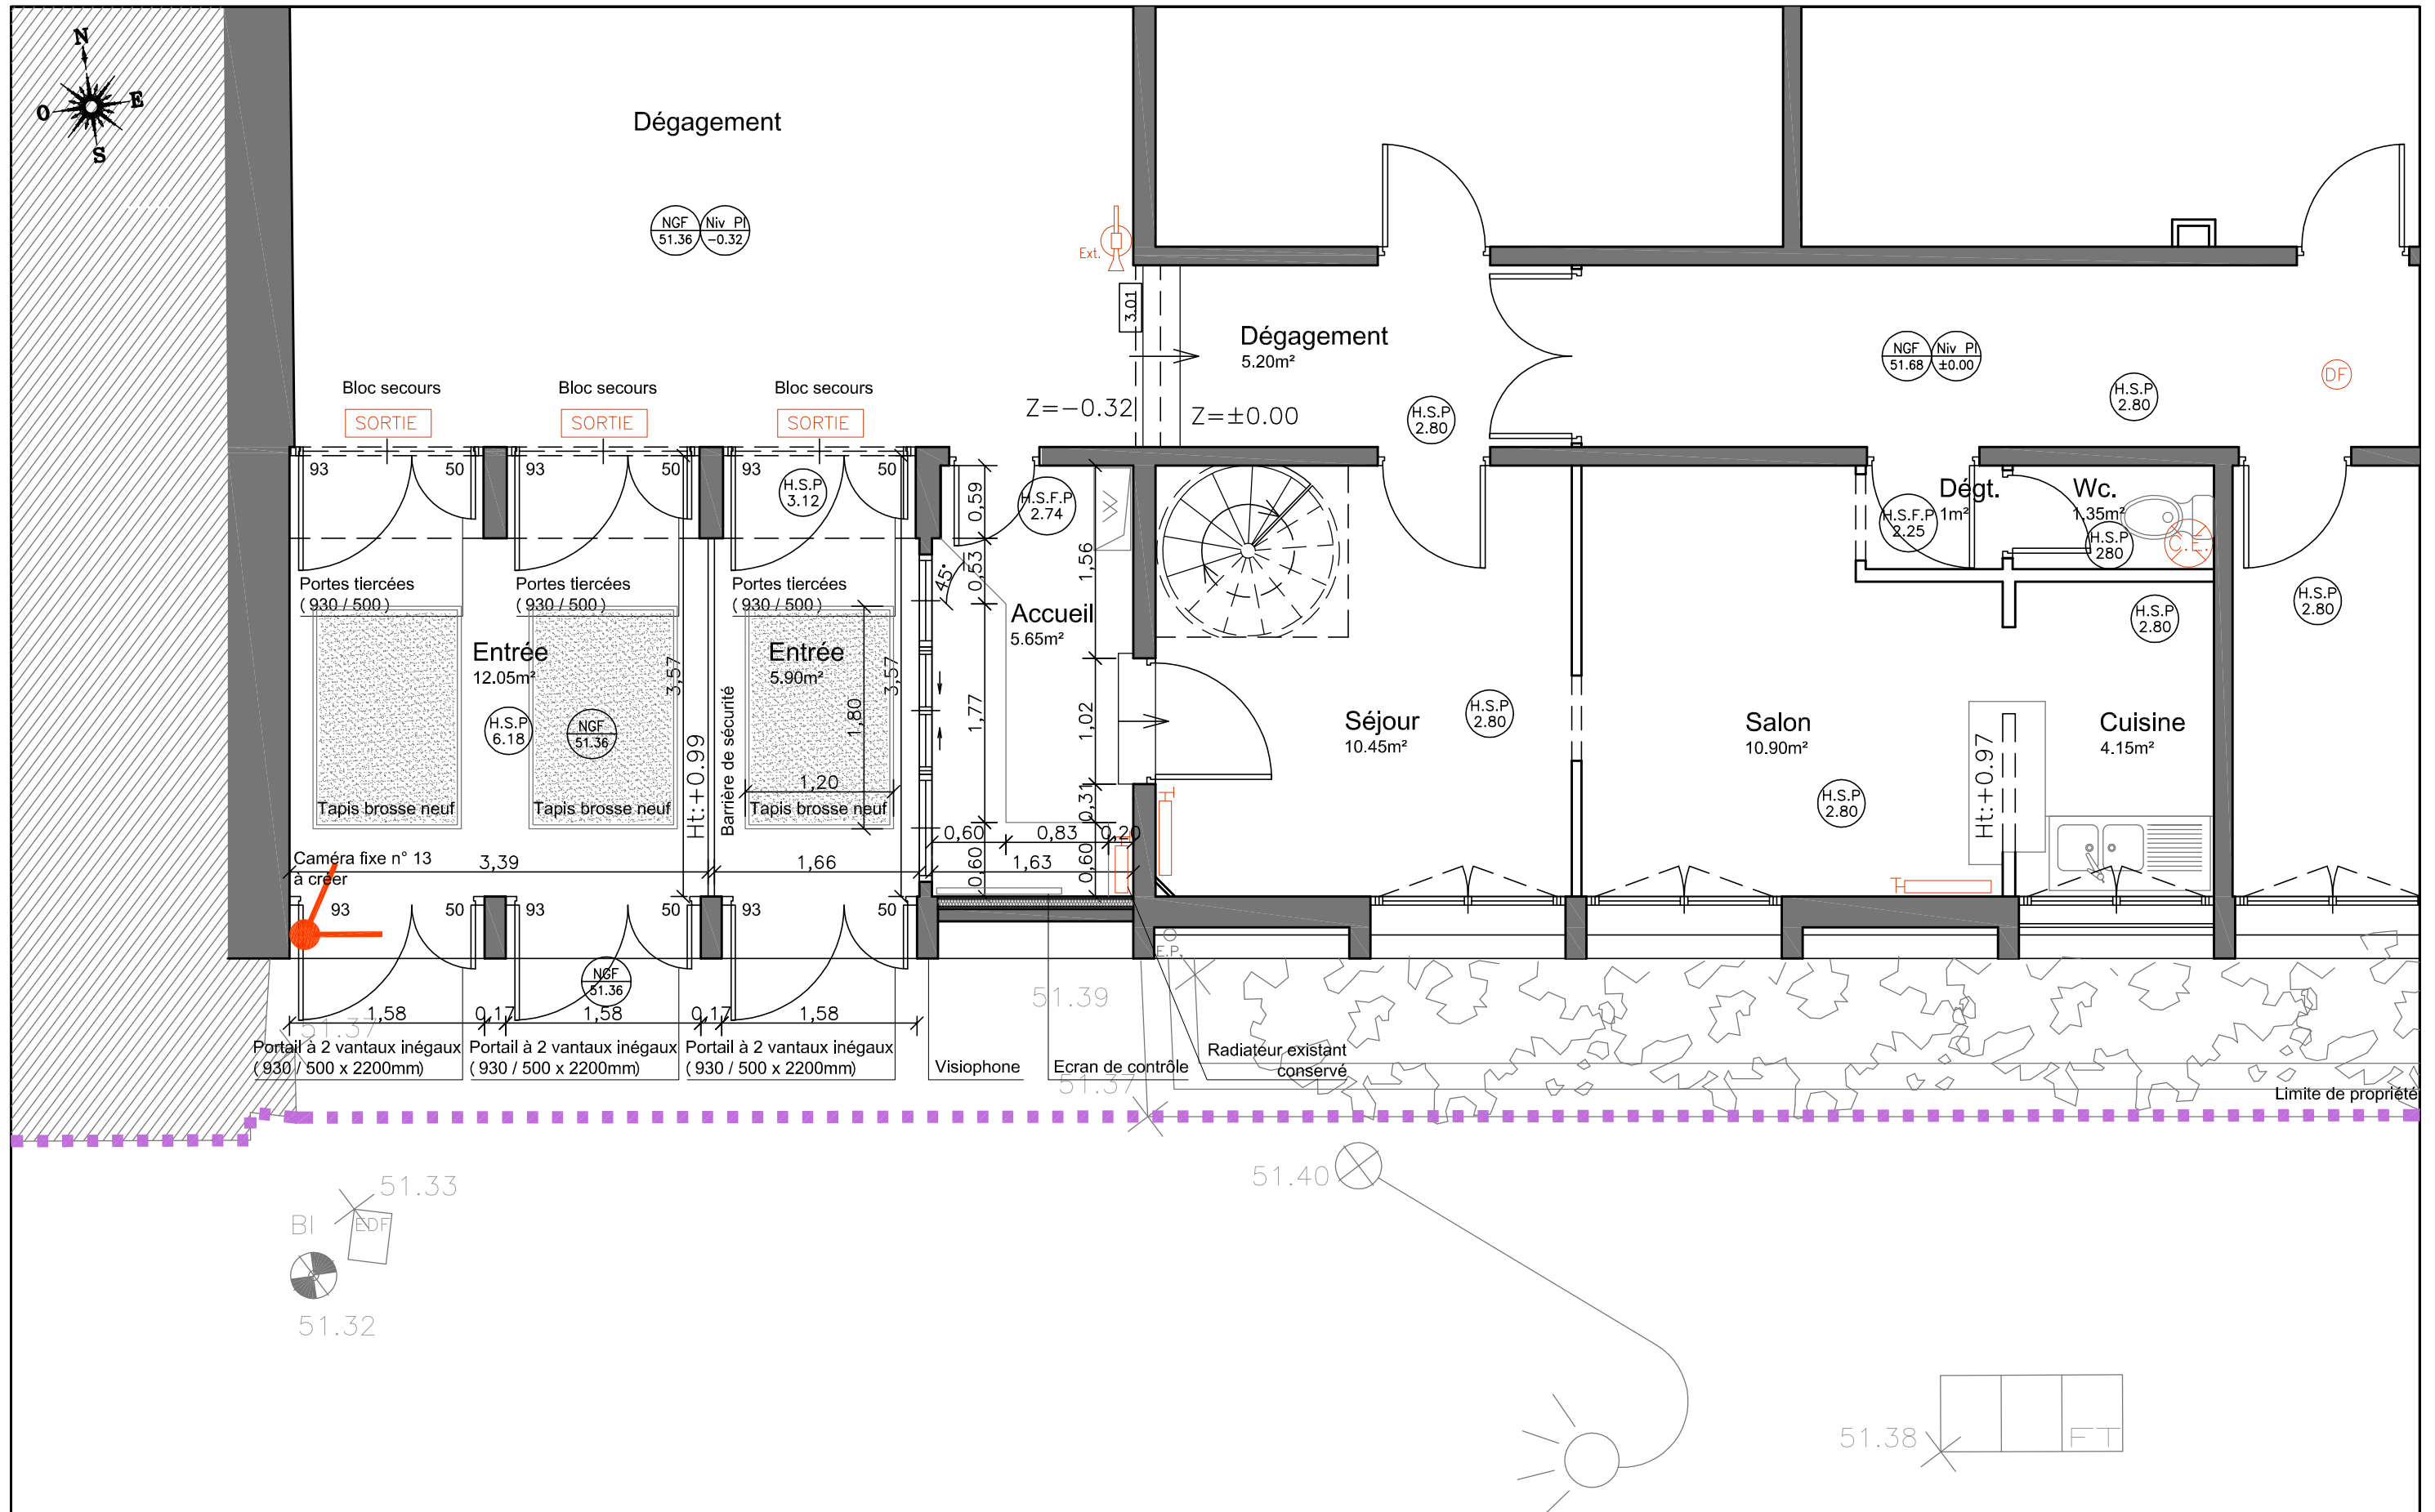 N
O
E
S
Dégagement
NGF
51.36
Niv Pl
-0.32
Ext.
3.01
Dégagement
5.20m²
NGF
51.68
Niv Pl
±0.00
H.S.P
2.80
DF
H.S.P
2.80
Z=-0.32
Z=±0.00
Bloc secours
Bloc secours
Bloc secours
SORTIE
SORTIE
SORTIE
93
50
93
50
93
50
H.S.P
3.12
0,59
H.S.F.P
2.74
0,53
45°
1,56
Dégt.
1m²
H.S.F.P
2.25
Wc.
1,35m²
H.S.P
280
C.E.
Portes tiercées
( 930 / 500 )
Portes tiercées
( 930 / 500 )
Portes tiercées
( 930 / 500 )
Accueil
5.65m²
H.S.P
2.80
H.S.P
2.80
Entrée
12.05m²
Entrée
5.90m²
3,57
3,57
1,80
1,77
1,02
H.S.P
6.18
NGF
51.36
Ht:+0.99
Barrière de sécurité
Séjour
10.45m²
H.S.P
2.80
Salon
10.90m²
H.S.P
2.80
Ht:+0.97
Cuisine
4.15m²
1,20
Tapis brosse neuf
Tapis brosse neuf
Tapis brosse neuf
0,31
0,60
0,83
0,20
0,60
0,60
1,63
Caméra fixe n° 13
à créer
3,39
1,66
93
50
93
50
93
50
NGF
51.36
E.P.
51.39
1,58
0,17
1,58
0,17
1,58
51.37
Portail à 2 vantaux inégaux
( 930 / 500 x 2200mm)
Portail à 2 vantaux inégaux
( 930 / 500 x 2200mm)
Portail à 2 vantaux inégaux
( 930 / 500 x 2200mm)
Visiophone
Ecran de contrôle
Radiateur existant
conservé
51.37
Limite de propriété
51.40
51.33
BI
EDF
51.32
51.38
FT